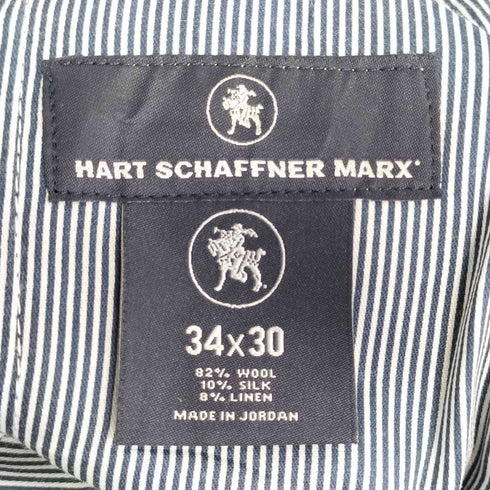 HART SCHAFFNER MARX®
34x30
82% WOOL
10% SILK
8% LINEN
MADE IN JORDAN